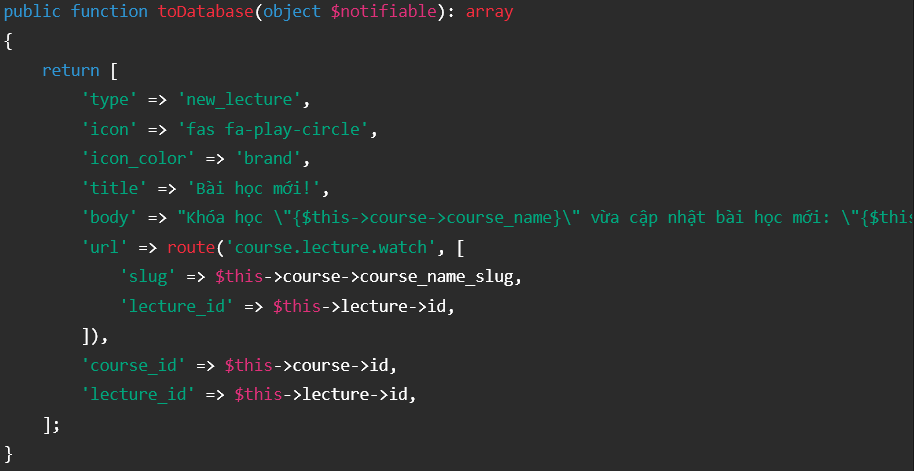 public function toDatabase(object $notifiable): array
{
    return [
        'type' => 'new_lecture',
        'icon' => 'fas fa-play-circle',
        'icon_color' => 'brand',
        'title' => 'Bài học mới!',
        'body' => "Khóa học \"{$this->course->course_name}\" vừa cập nhật bài học mới: \"{$this
        'url' => route('course.lecture.watch', [
            'slug' => $this->course->course_name_slug,
            'lecture_id' => $this->lecture->id,
        ]),
        'course_id' => $this->course->id,
        'lecture_id' => $this->lecture->id,
    ];
}